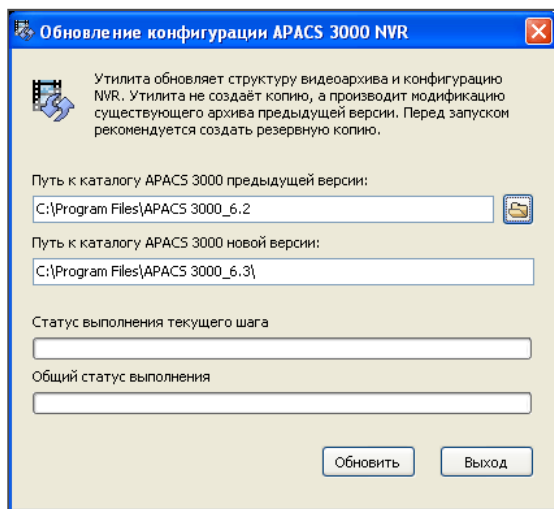 Обновление конфигурации APACS 3000 NVR
Утилита обновляет структуру видеоархива и конфигурацию
NVR. Утилита не создаёт копию, а производит модификацию
существующего архива предыдущей версии. Перед запуском
рекомендуется создать резервную копию.
Путь к каталогу APACS 3000 предыдущей версии:
C:\Program Files\APACS 3000_6.2
Путь к каталогу APACS 3000 новой версии:
C:\Program Files\APACS 3000_6.3\
Статус выполнения текущего шага
Общий статус выполнения
Обновить
Выход